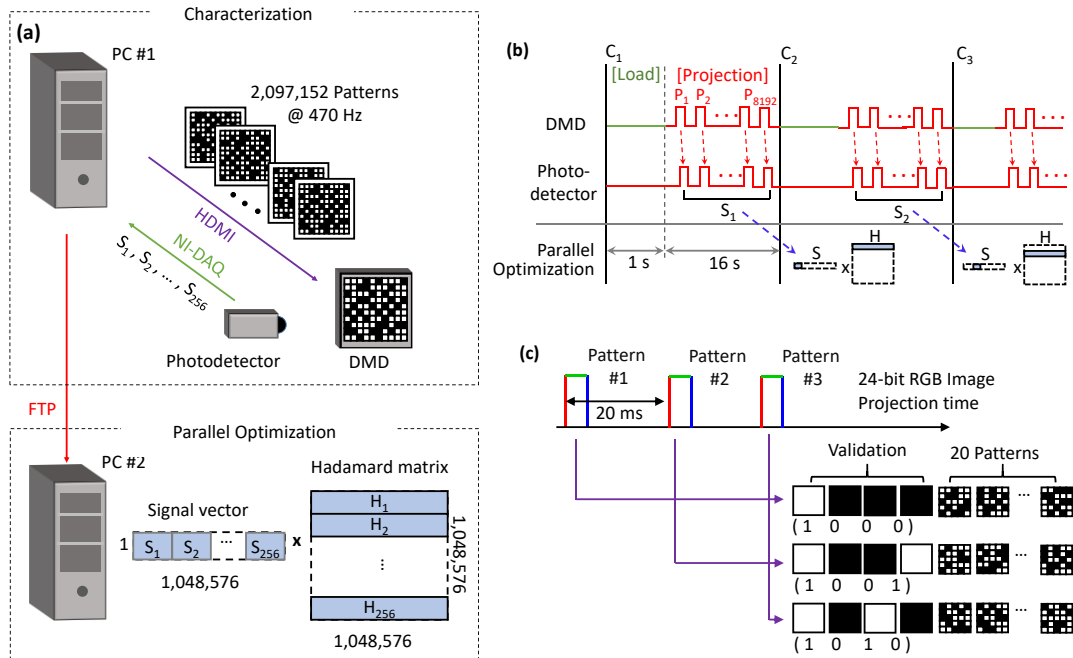 Characterization
(a)
PC #1
2,097,152 Patterns
@ 470 Hz
HDMI
NI-DAQ
S1, S2, ... , S256
Photodetector
DMD
FTP
Parallel Optimization
PC #2
Hadamard matrix
Signal vector
1
S1
S2
...
S256
x
H1
H2
...
H256
1,048,576
1,048,576
1,048,576
(b)
C1
C2
C3
[Load]
[Projection]
P1
P2
P8192
DMD
...
...
...
Photo-
detector
...
...
...
S1
S2
Parallel
Optimization
1 s
16 s
S
x
H
S
x
H
(c)
Pattern
#1
Pattern
#2
Pattern
#3
24-bit RGB Image
Projection time
20 ms
Validation
20 Patterns
...
( 1 0 0 0 )
...
( 1 0 0 1 )
...
( 1 0 1 0 )